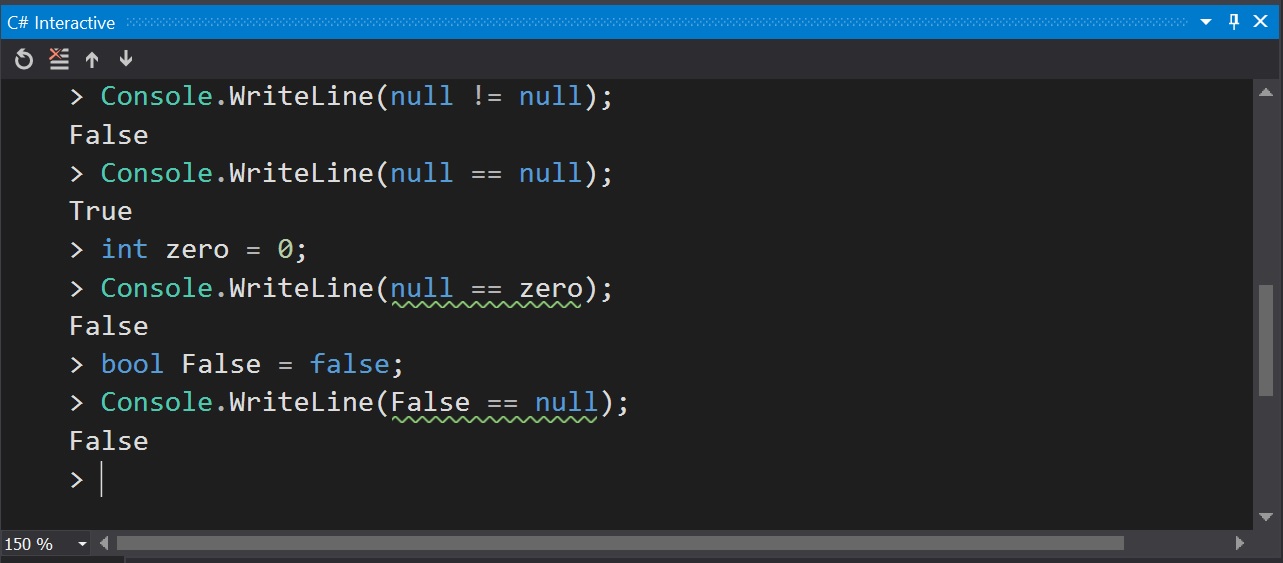 C# Interactive
> Console.WriteLine(null != null);
False
> Console.WriteLine(null == null);
True
> int zero = 0;
> Console.WriteLine(null == zero);
False
> bool False = false;
> Console.WriteLine(False == null);
False
>
150 %